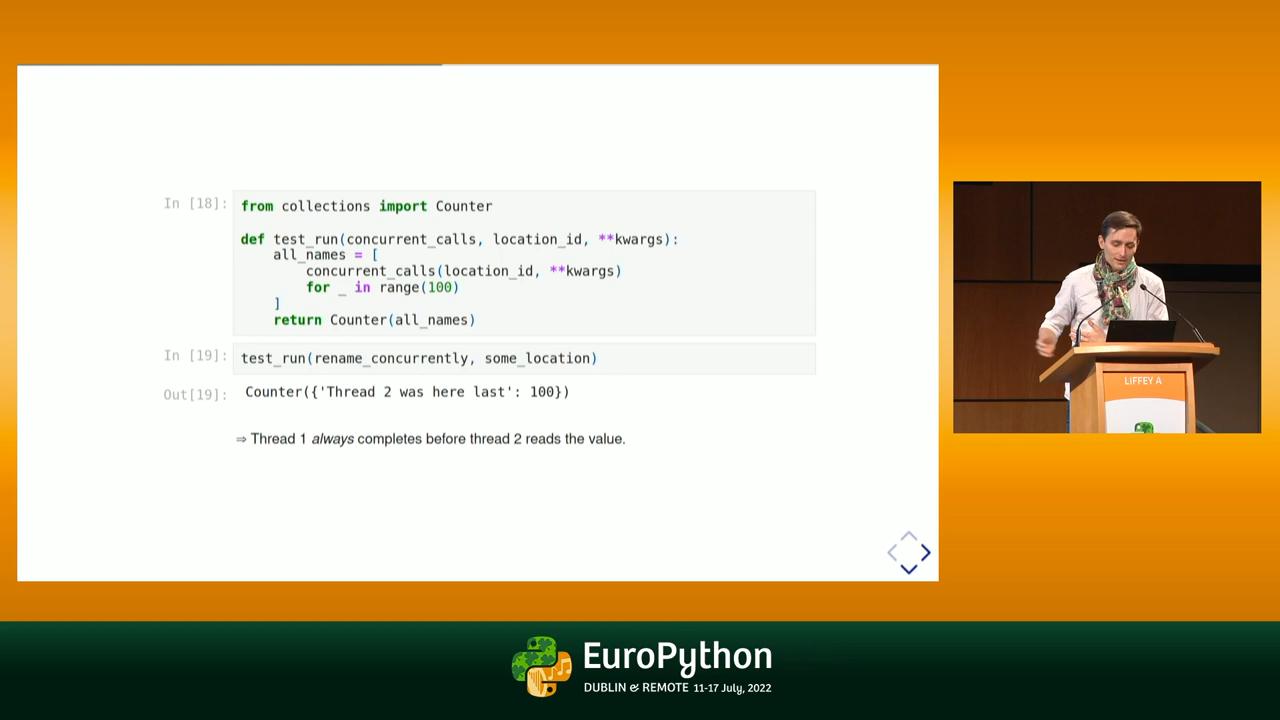 In [18]:
from collections import Counter
def test_run(concurrent_calls, location_id, **kwargs):
    all_names = [
        concurrent_calls(location_id, **kwargs)
        for _ in range(100)
    ]
    return Counter(all_names)
In [19]:
test_run(rename_concurrently, some_location)
Out[19]:
Counter({'Thread 2 was here last': 100})
⇒ Thread 1 always completes before thread 2 reads the value.
LIFFEY A
EuroPython
DUBLIN & REMOTE 11-17 July, 2022